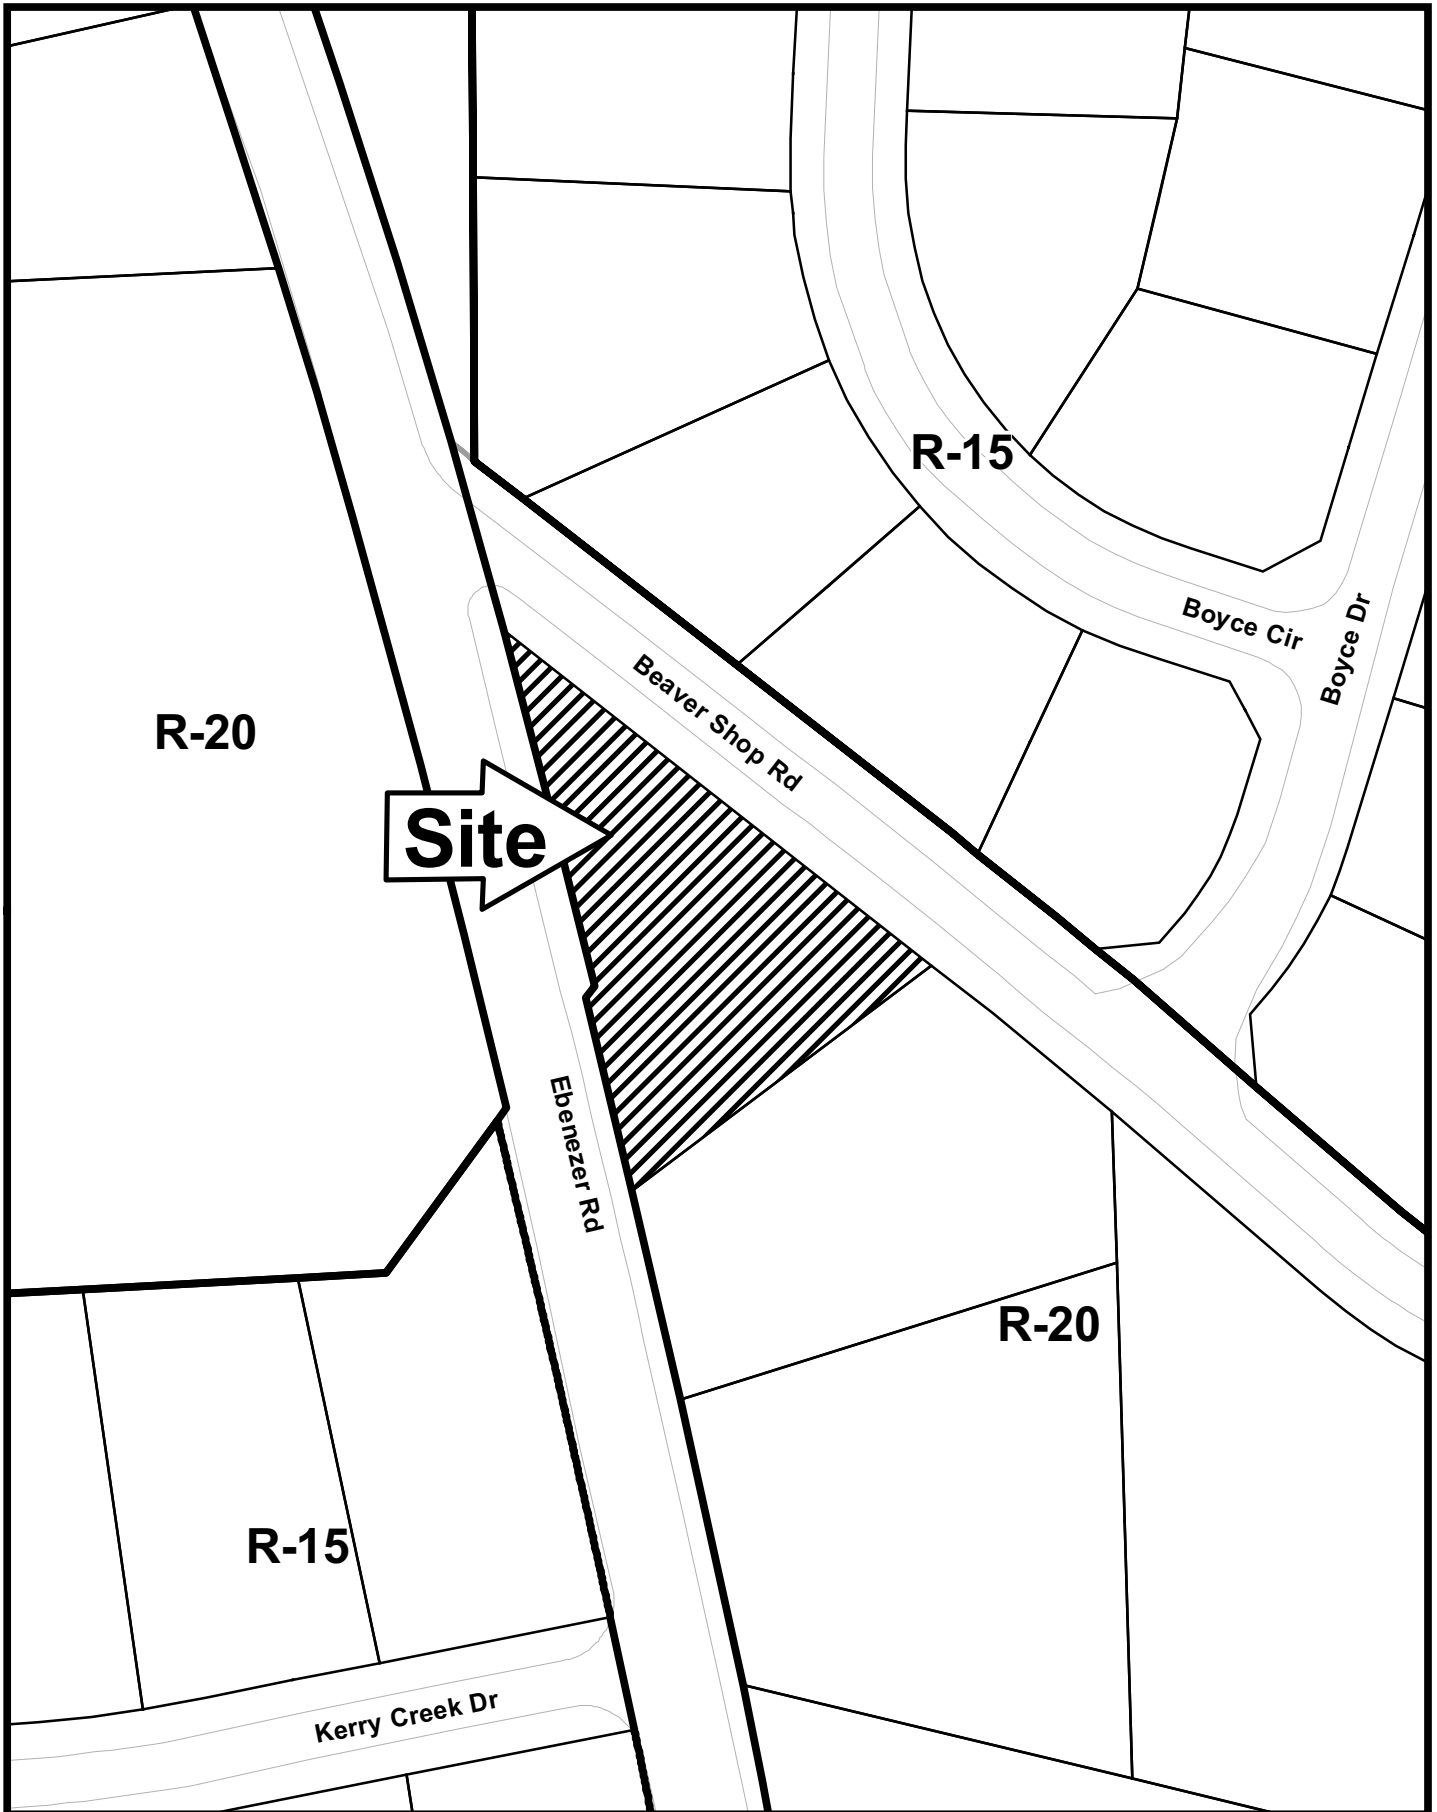 R-15
Boyce Cir
Boyce Dr
Beaver Shop Rd
R-20
Site
Ebenezer Rd
R-20
R-15
Kerry Creek Dr